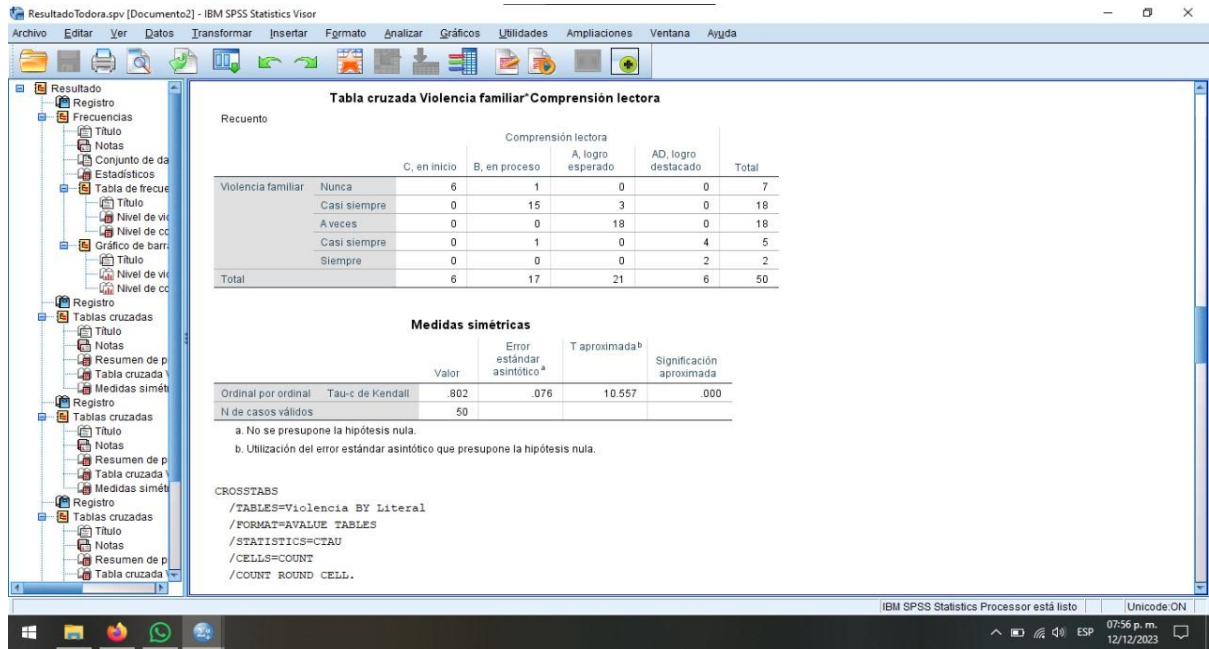 ResultadoTodora.spv [Documento2] - IBM SPSS Statistics Visor
Archivo Editar Ver Datos Transformar Insertar Formato Analizar Gráficos Utilidades Ampliaciones Ventana Ayuda
Resultado
Registro
Frecuencias
Título
Notas
Conjunto de da
Estadísticos
Tabla de frecue
Título
Nivel de vio
Nivel de co
Gráfico de barra
Título
Nivel de vio
Nivel de co
Registro
Tablas cruzadas
Título
Notas
Resumen de p
Tabla cruzada V
Medidas simétr
Registro
Tablas cruzadas
Título
Notas
Resumen de p
Tabla cruzada V
Medidas simétr
Registro
Tablas cruzadas
Título
Notas
Resumen de p
Tabla cruzada V
Tabla cruzada Violencia familiar*Comprensión lectora
Recuento
Comprensión lectora
C, en inicio B, en proceso A, logro esperado AD, logro destacado Total
Violencia familiar Nunca 6 1 0 0 7
Casi siempre 0 15 3 0 18
A veces 0 0 18 0 18
Casi siempre 0 1 0 4 5
Siempre 0 0 0 2 2
Total 6 17 21 6 50
Medidas simétricas
Valor Error estándar asintótico a T aproximada b Significación aproximada
Ordinal por ordinal Tau-c de Kendall .802 .076 10.557 .000
N de casos válidos 50
a. No se presupone la hipótesis nula.
b. Utilización del error estándar asintótico que presupone la hipótesis nula.
CROSSTABS
/TABLES=Violencia BY Literal
/FORMAT=AVALUE TABLES
/STATISTICS=CTAU
/CELLS=COUNT
/COUNT ROUND CELL.
IBM SPSS Statistics Processor está listo Unicode:ON
ESP 07:56 p. m.
12/12/2023